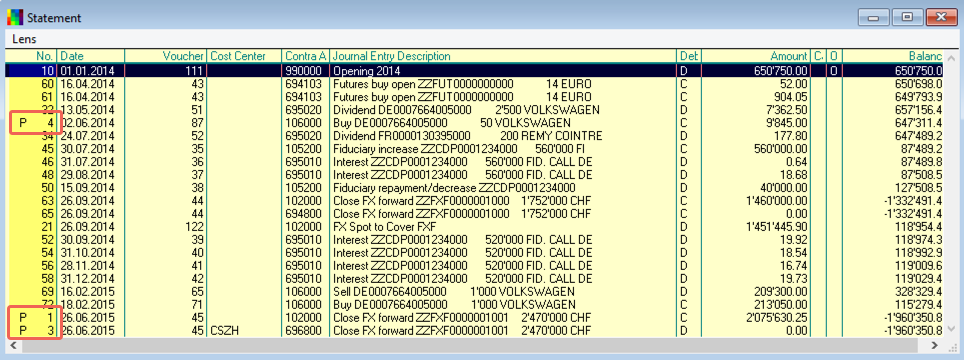 Statement
Lens
No. Date Voucher Cost Center Contra A Journal Entry Description Det Amount C. O Balanc
10 01.01.2014 111 990000 Opening 2014 D 650'750.00 O 650'750.0
60 16.04.2014 43 694103 Futures buy open ZZFUT0000000000 14 EURO C 52.00 650'698.0
61 16.04.2014 43 694103 Futures buy open ZZFUT0000000000 14 EURO C 904.05 649'793.9
32 13.05.2014 51 695020 Dividend DE0007664005000 2'500 VOLKSWAGEN D 7'362.50 657'156.4
P 4 02.06.2014 87 106000 Buy DE0007664005000 50 VOLKSWAGEN C 9'845.00 647'311.4
34 24.07.2014 52 695020 Dividend FR0000130395000 200 REMY COINTRE D 177.80 647'489.2
45 30.07.2014 35 105200 Fiduciary increase ZZCDP0001234000 560'000 FI C 560'000.00 87'489.2
46 31.07.2014 36 695010 Interest ZZCDP0001234000 560'000 FID. CALL DE D 0.64 87'489.8
48 29.08.2014 37 695010 Interest ZZCDP0001234000 560'000 FID. CALL DE D 18.68 87'508.5
50 15.09.2014 38 105200 Fiduciary repayment/decrease ZZCDP0001234000 D 40'000.00 127'508.5
63 26.09.2014 44 102000 Close FX forward ZZFXF0000001000 1'752'000 CHF C 1'460'000.00 -1'332'491.4
65 26.09.2014 44 694800 Close FX forward ZZFXF0000001000 1'752'000 CHF C 0.00 -1'332'491.4
21 26.09.2014 122 102000 FX Spot to Cover FXF D 1'451'445.90 118'954.4
52 30.09.2014 39 695010 Interest ZZCDP0001234000 520'000 FID. CALL DE D 19.92 118'974.3
54 31.10.2014 40 695010 Interest ZZCDP0001234000 520'000 FID. CALL DE D 18.54 118'992.9
56 28.11.2014 41 695010 Interest ZZCDP0001234000 520'000 FID. CALL DE D 16.74 119'009.6
58 31.12.2014 42 695010 Interest ZZCDP0001234000 520'000 FID. CALL DE D 19.73 119'029.4
69 16.02.2015 65 106000 Sell DE0007664005000 1'000 VOLKSWAGEN D 209'300.00 328'329.4
72 18.02.2015 71 106000 Buy DE0007664005000 1'000 VOLKSWAGEN C 213'050.00 115'279.4
P 1 26.06.2015 45 102000 Close FX forward ZZFXF0000001001 2'470'000 CHF C 2'075'630.25 -1'960'350.8
P 3 26.06.2015 45 CSZH 696800 Close FX forward ZZFXF0000001001 2'470'000 CHF D 0.00 -1'960'350.8